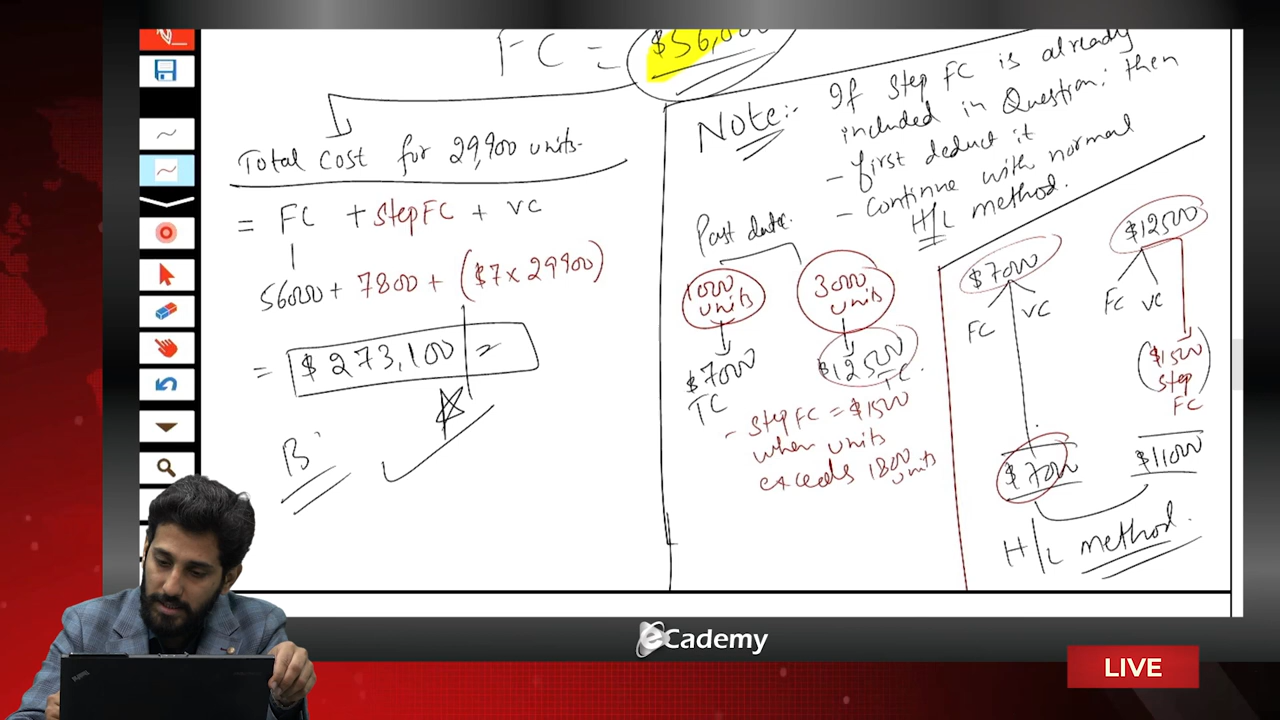 FC = $56,000
Total cost for 29,900 units.
= FC + Step FC + VC
56000 + 7800 + ($7 × 29900)
= $273,100 =
B
Note:- If Step FC is already
included in Question: then
- first deduct it
- Continue with normal
H/L method.
Past data.
1000 units
3000 units
$7000
TC
$12500
TC.
- Step FC = $1500
when units
exceeds 1800
units
$7000
FC VC
$12500
FC VC
($1500
Step
FC)
$7000
$11000
H/L method.
eCademy
LIVE